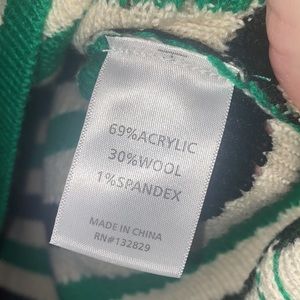 69%ACRYLIC
30%WOOL
1%SPANDEX
MADE IN CHINA
RN#132829